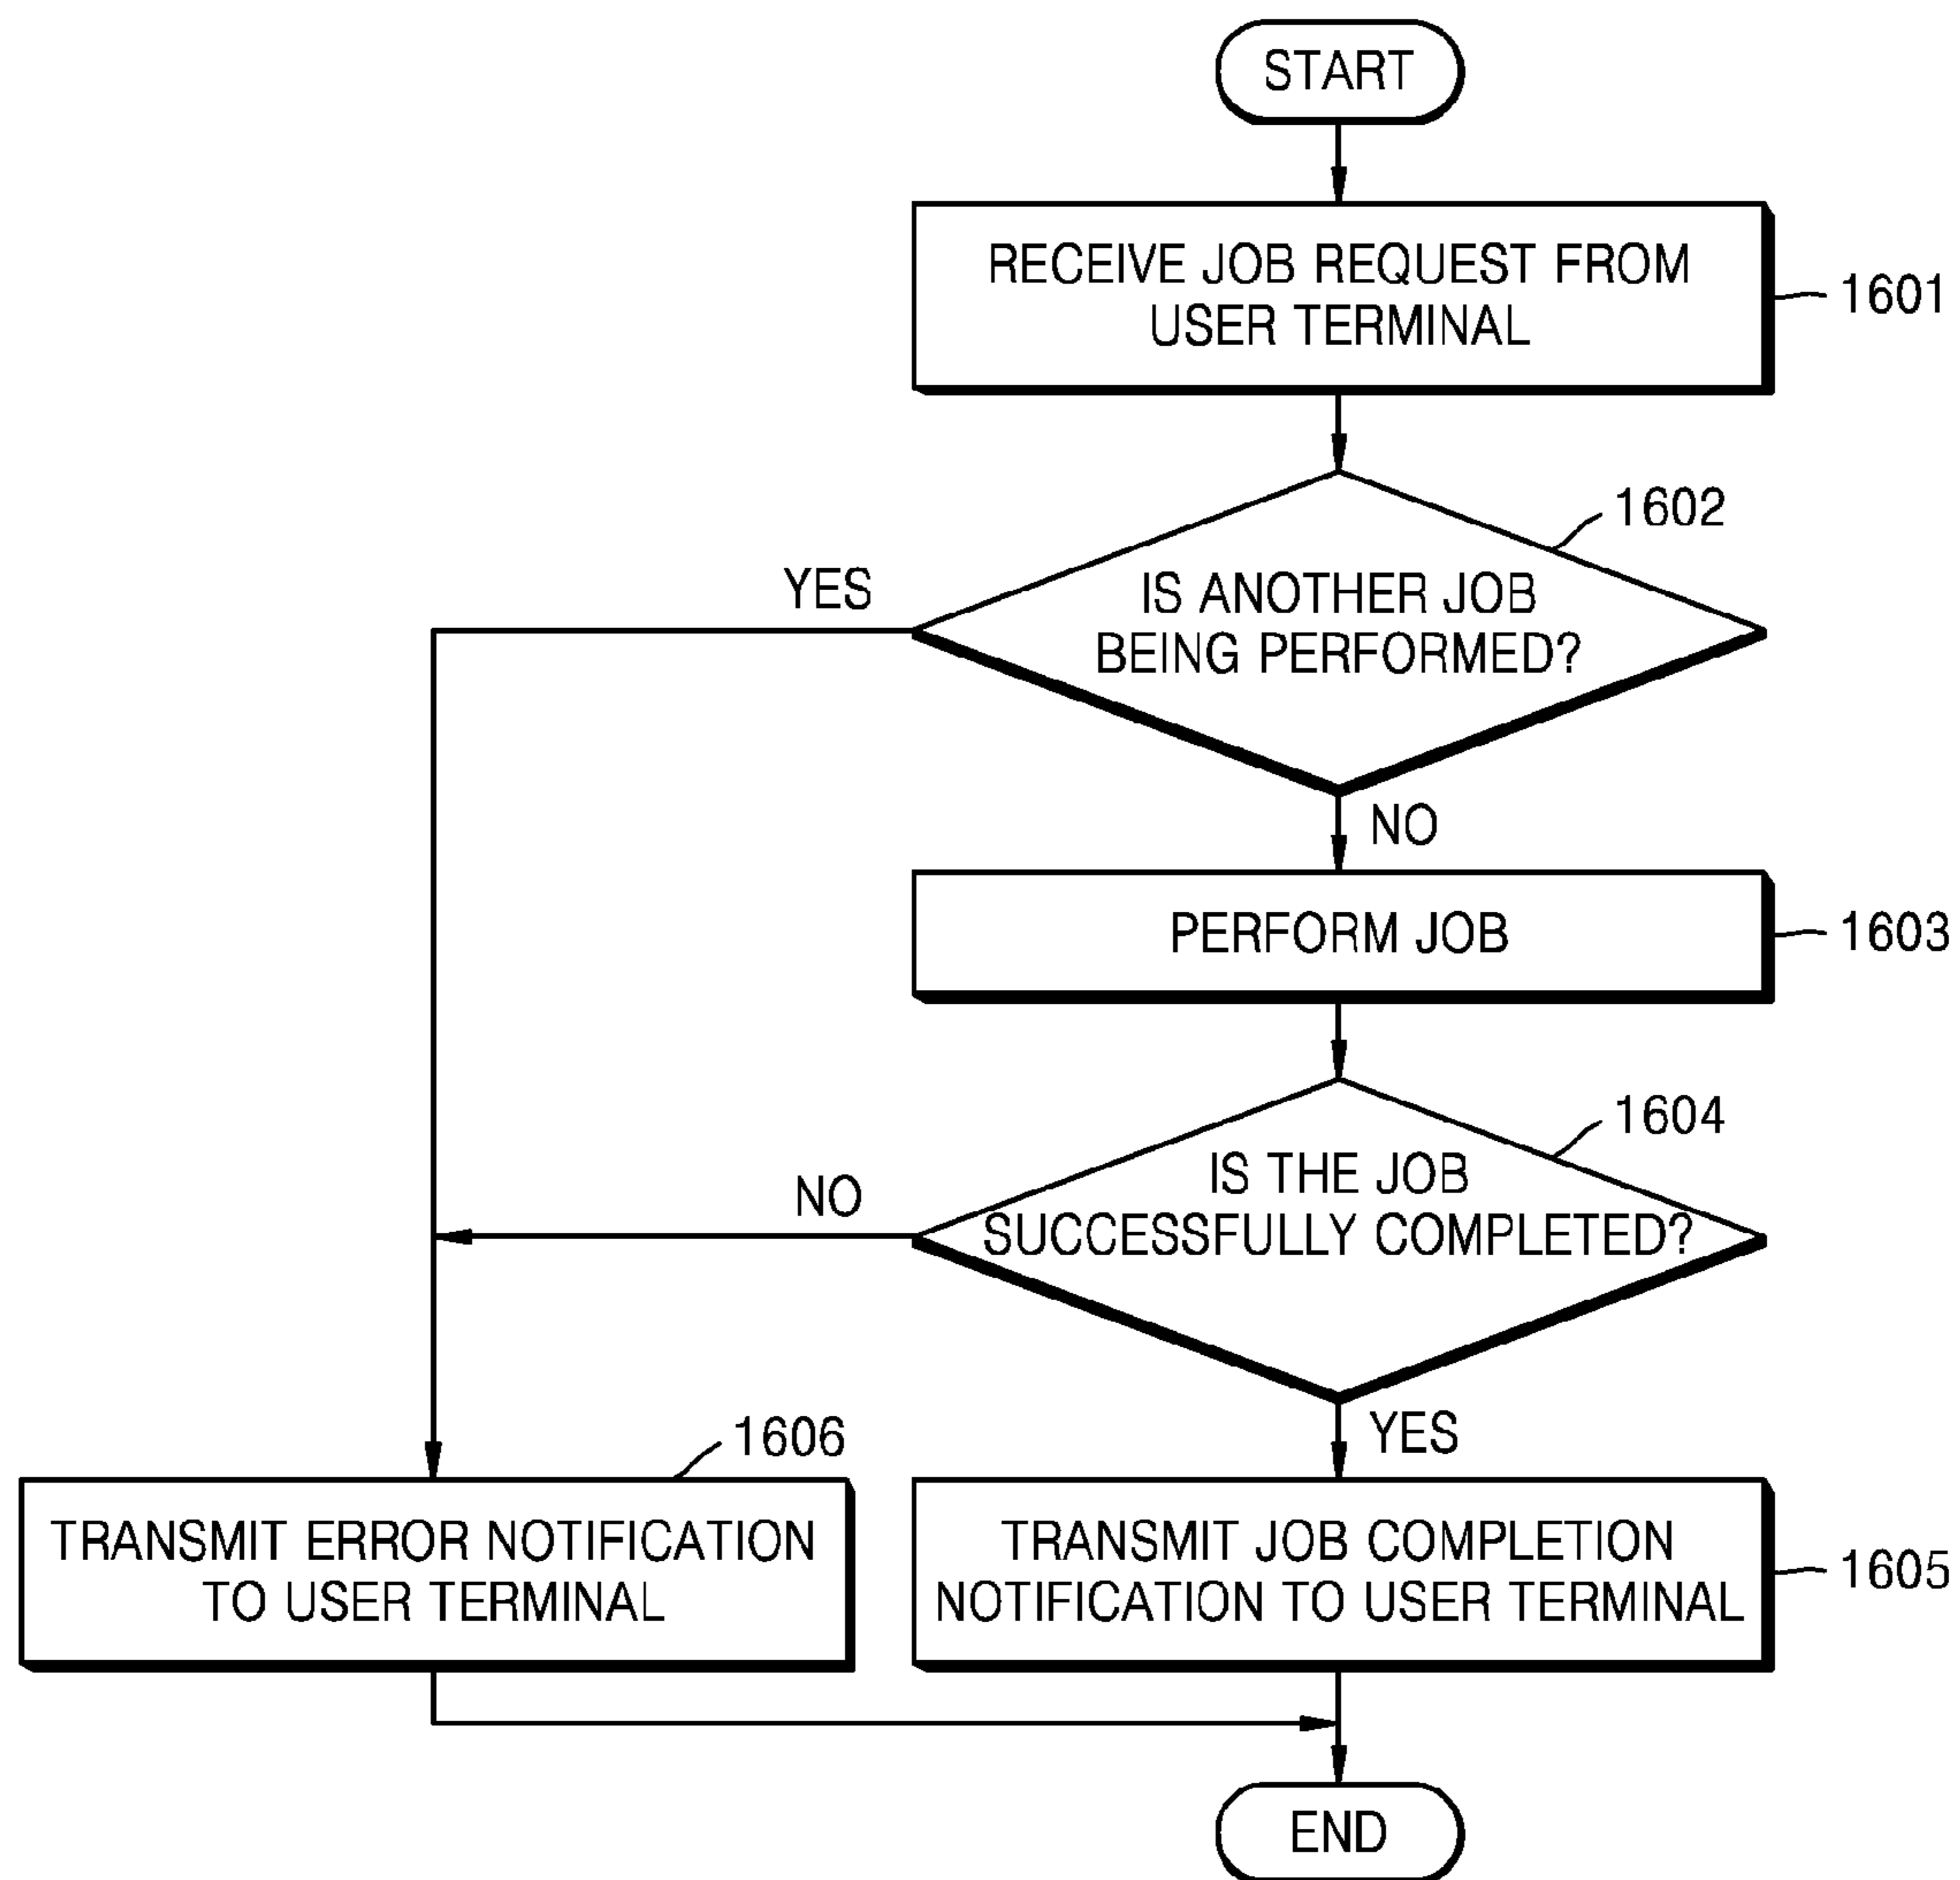 START
RECEIVE JOB REQUEST FROM
USER TERMINAL
1601
1602
IS ANOTHER JOB
BEING PERFORMED?
YES
NO
PERFORM JOB
1603
1604
IS THE JOB
SUCCESSFULLY COMPLETED?
NO
YES
1606
TRANSMIT ERROR NOTIFICATION
TO USER TERMINAL
TRANSMIT JOB COMPLETION
NOTIFICATION TO USER TERMINAL
1605
END